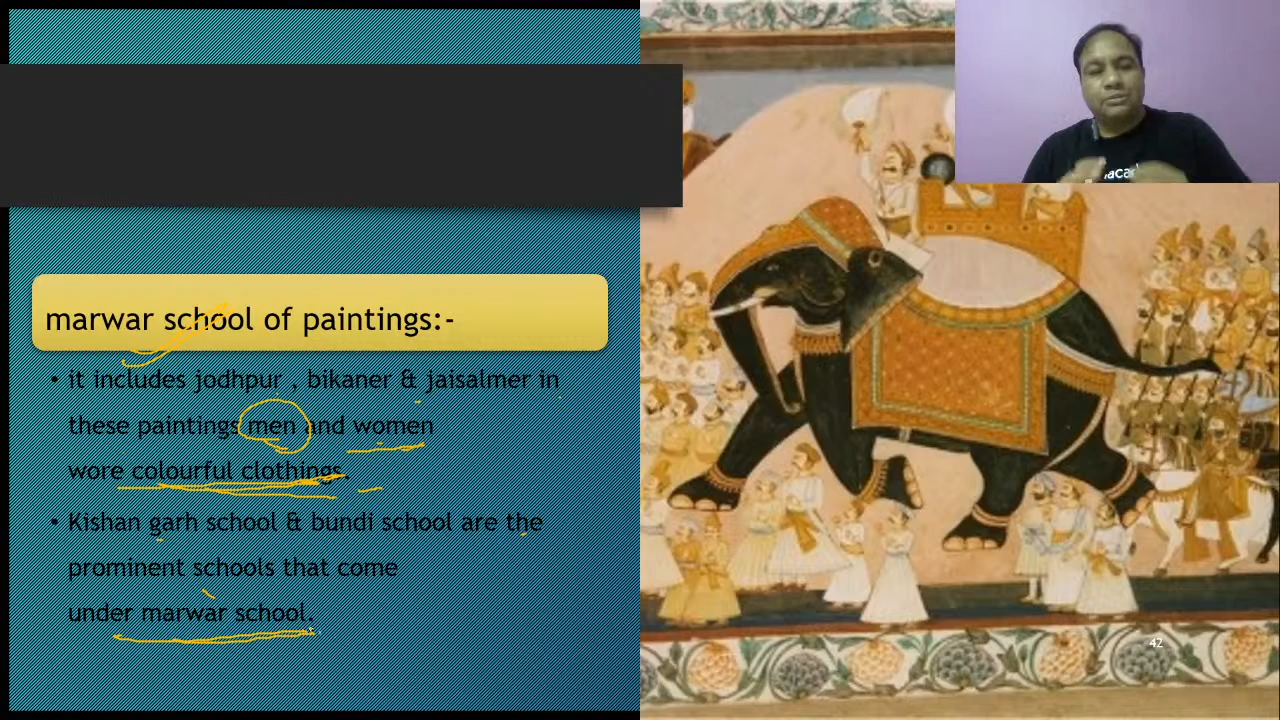 marwar school of paintings:-
• it includes jodhpur , bikaner & jaisalmer in
these paintings men and women
wore colourful clothings.
• Kishan garh school & bundi school are the
prominent schools that come
under marwar school.
42